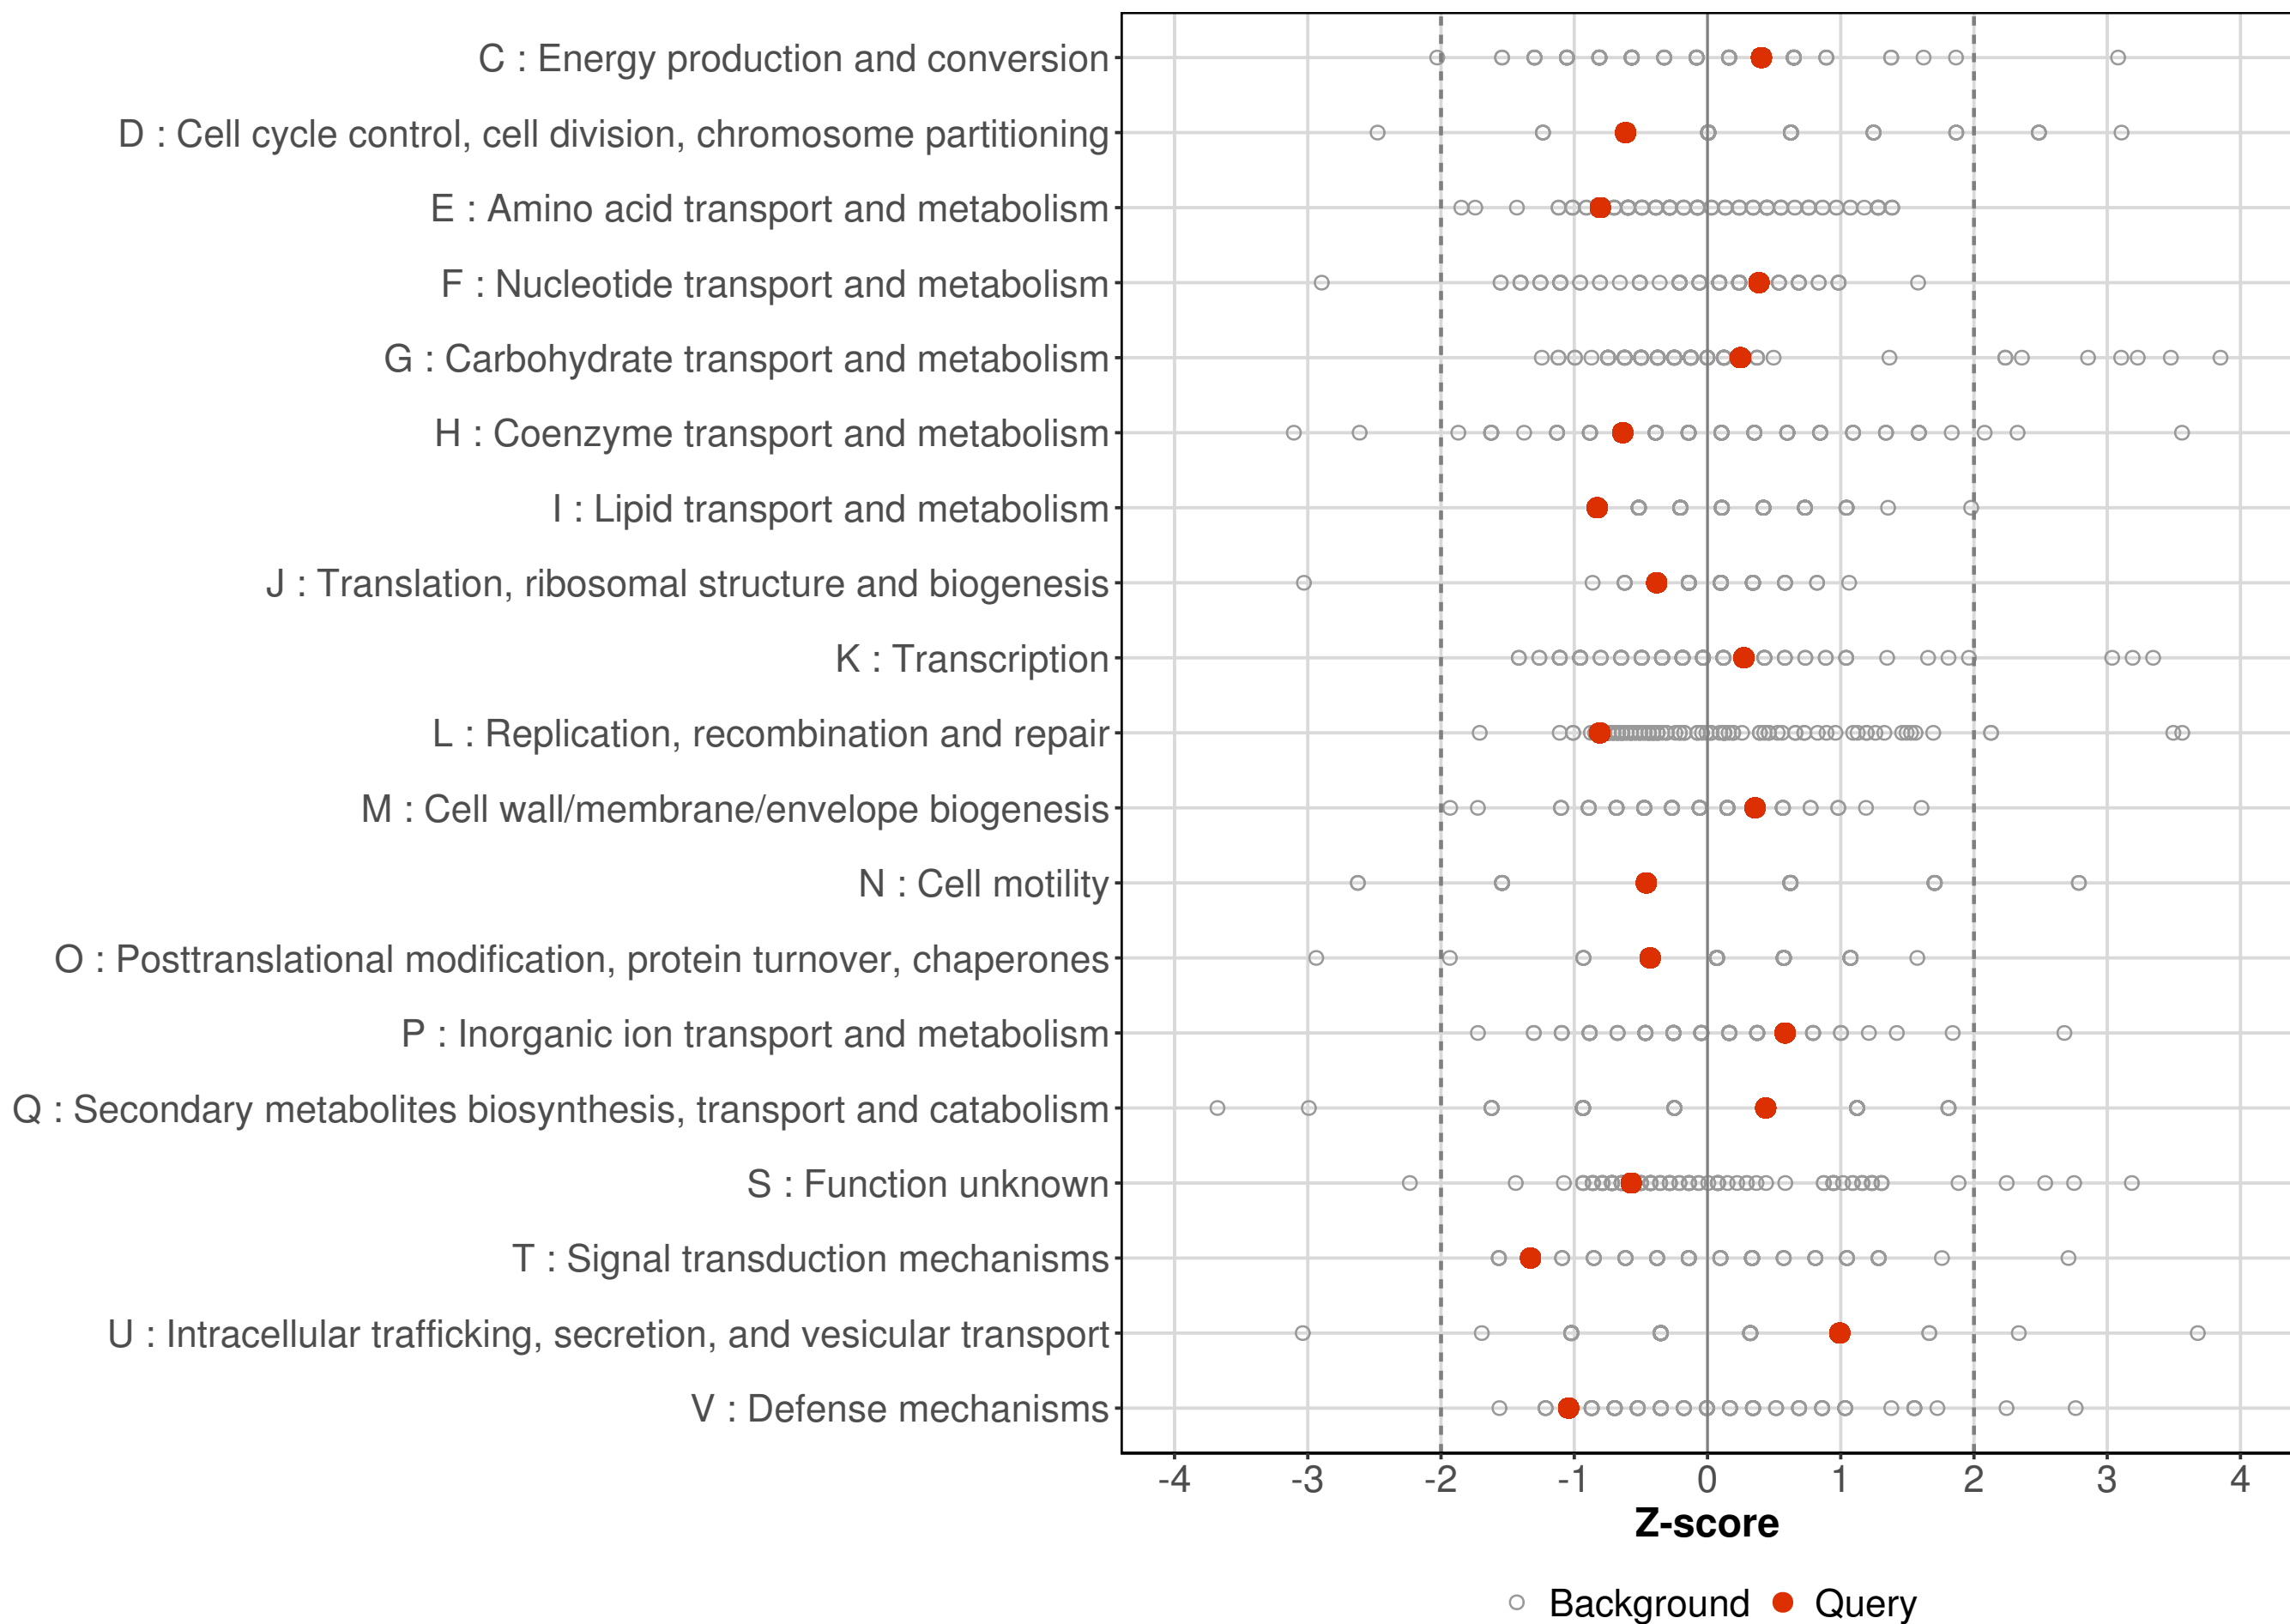 C : Energy production and conversion
D : Cell cycle control, cell division, chromosome partitioning
E : Amino acid transport and metabolism
F : Nucleotide transport and metabolism
G : Carbohydrate transport and metabolism
H : Coenzyme transport and metabolism
I : Lipid transport and metabolism
J : Translation, ribosomal structure and biogenesis
K : Transcription
L : Replication, recombination and repair
M : Cell wall/membrane/envelope biogenesis
N : Cell motility
O : Posttranslational modification, protein turnover, chaperones
P : Inorganic ion transport and metabolism
Q : Secondary metabolites biosynthesis, transport and catabolism
S : Function unknown
T : Signal transduction mechanisms
U : Intracellular trafficking, secretion, and vesicular transport
V : Defense mechanisms
-4 -3 -2 -1 0 1 2 3 4
Z-score
Background Query